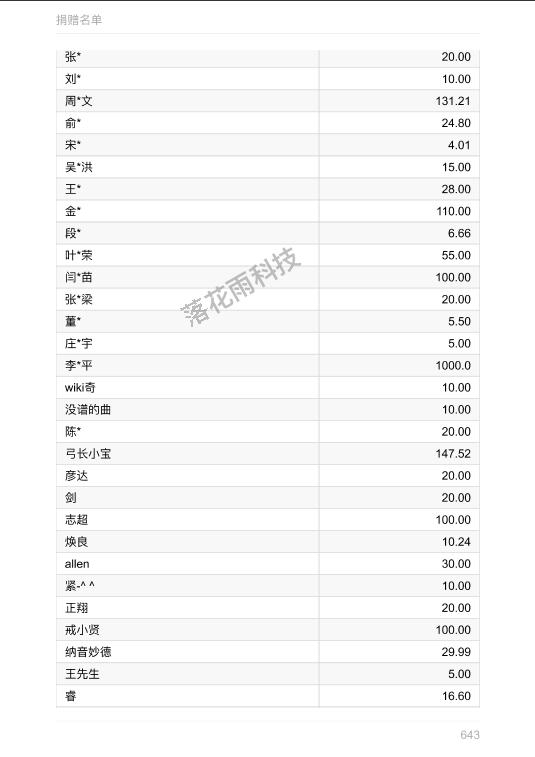 捐赠名单
张* 20.00
刘* 10.00
周*文 131.21
俞* 24.80
宋* 4.01
吴*洪 15.00
王* 28.00
金* 110.00
段* 6.66
叶*荣 55.00
闫*苗 100.00
张*梁 20.00
董* 5.50
庄*宇 5.00
李*平 1000.0
wiki奇 10.00
没谱的曲 10.00
陈* 20.00
弓长小宝 147.52
彦达 20.00
剑 20.00
志超 100.00
焕良 10.24
allen 30.00
紧-^ ^ 10.00
正翔 20.00
戒小贤 100.00
纳音妙德 29.99
王先生 5.00
睿 16.60
落花雨科技
643